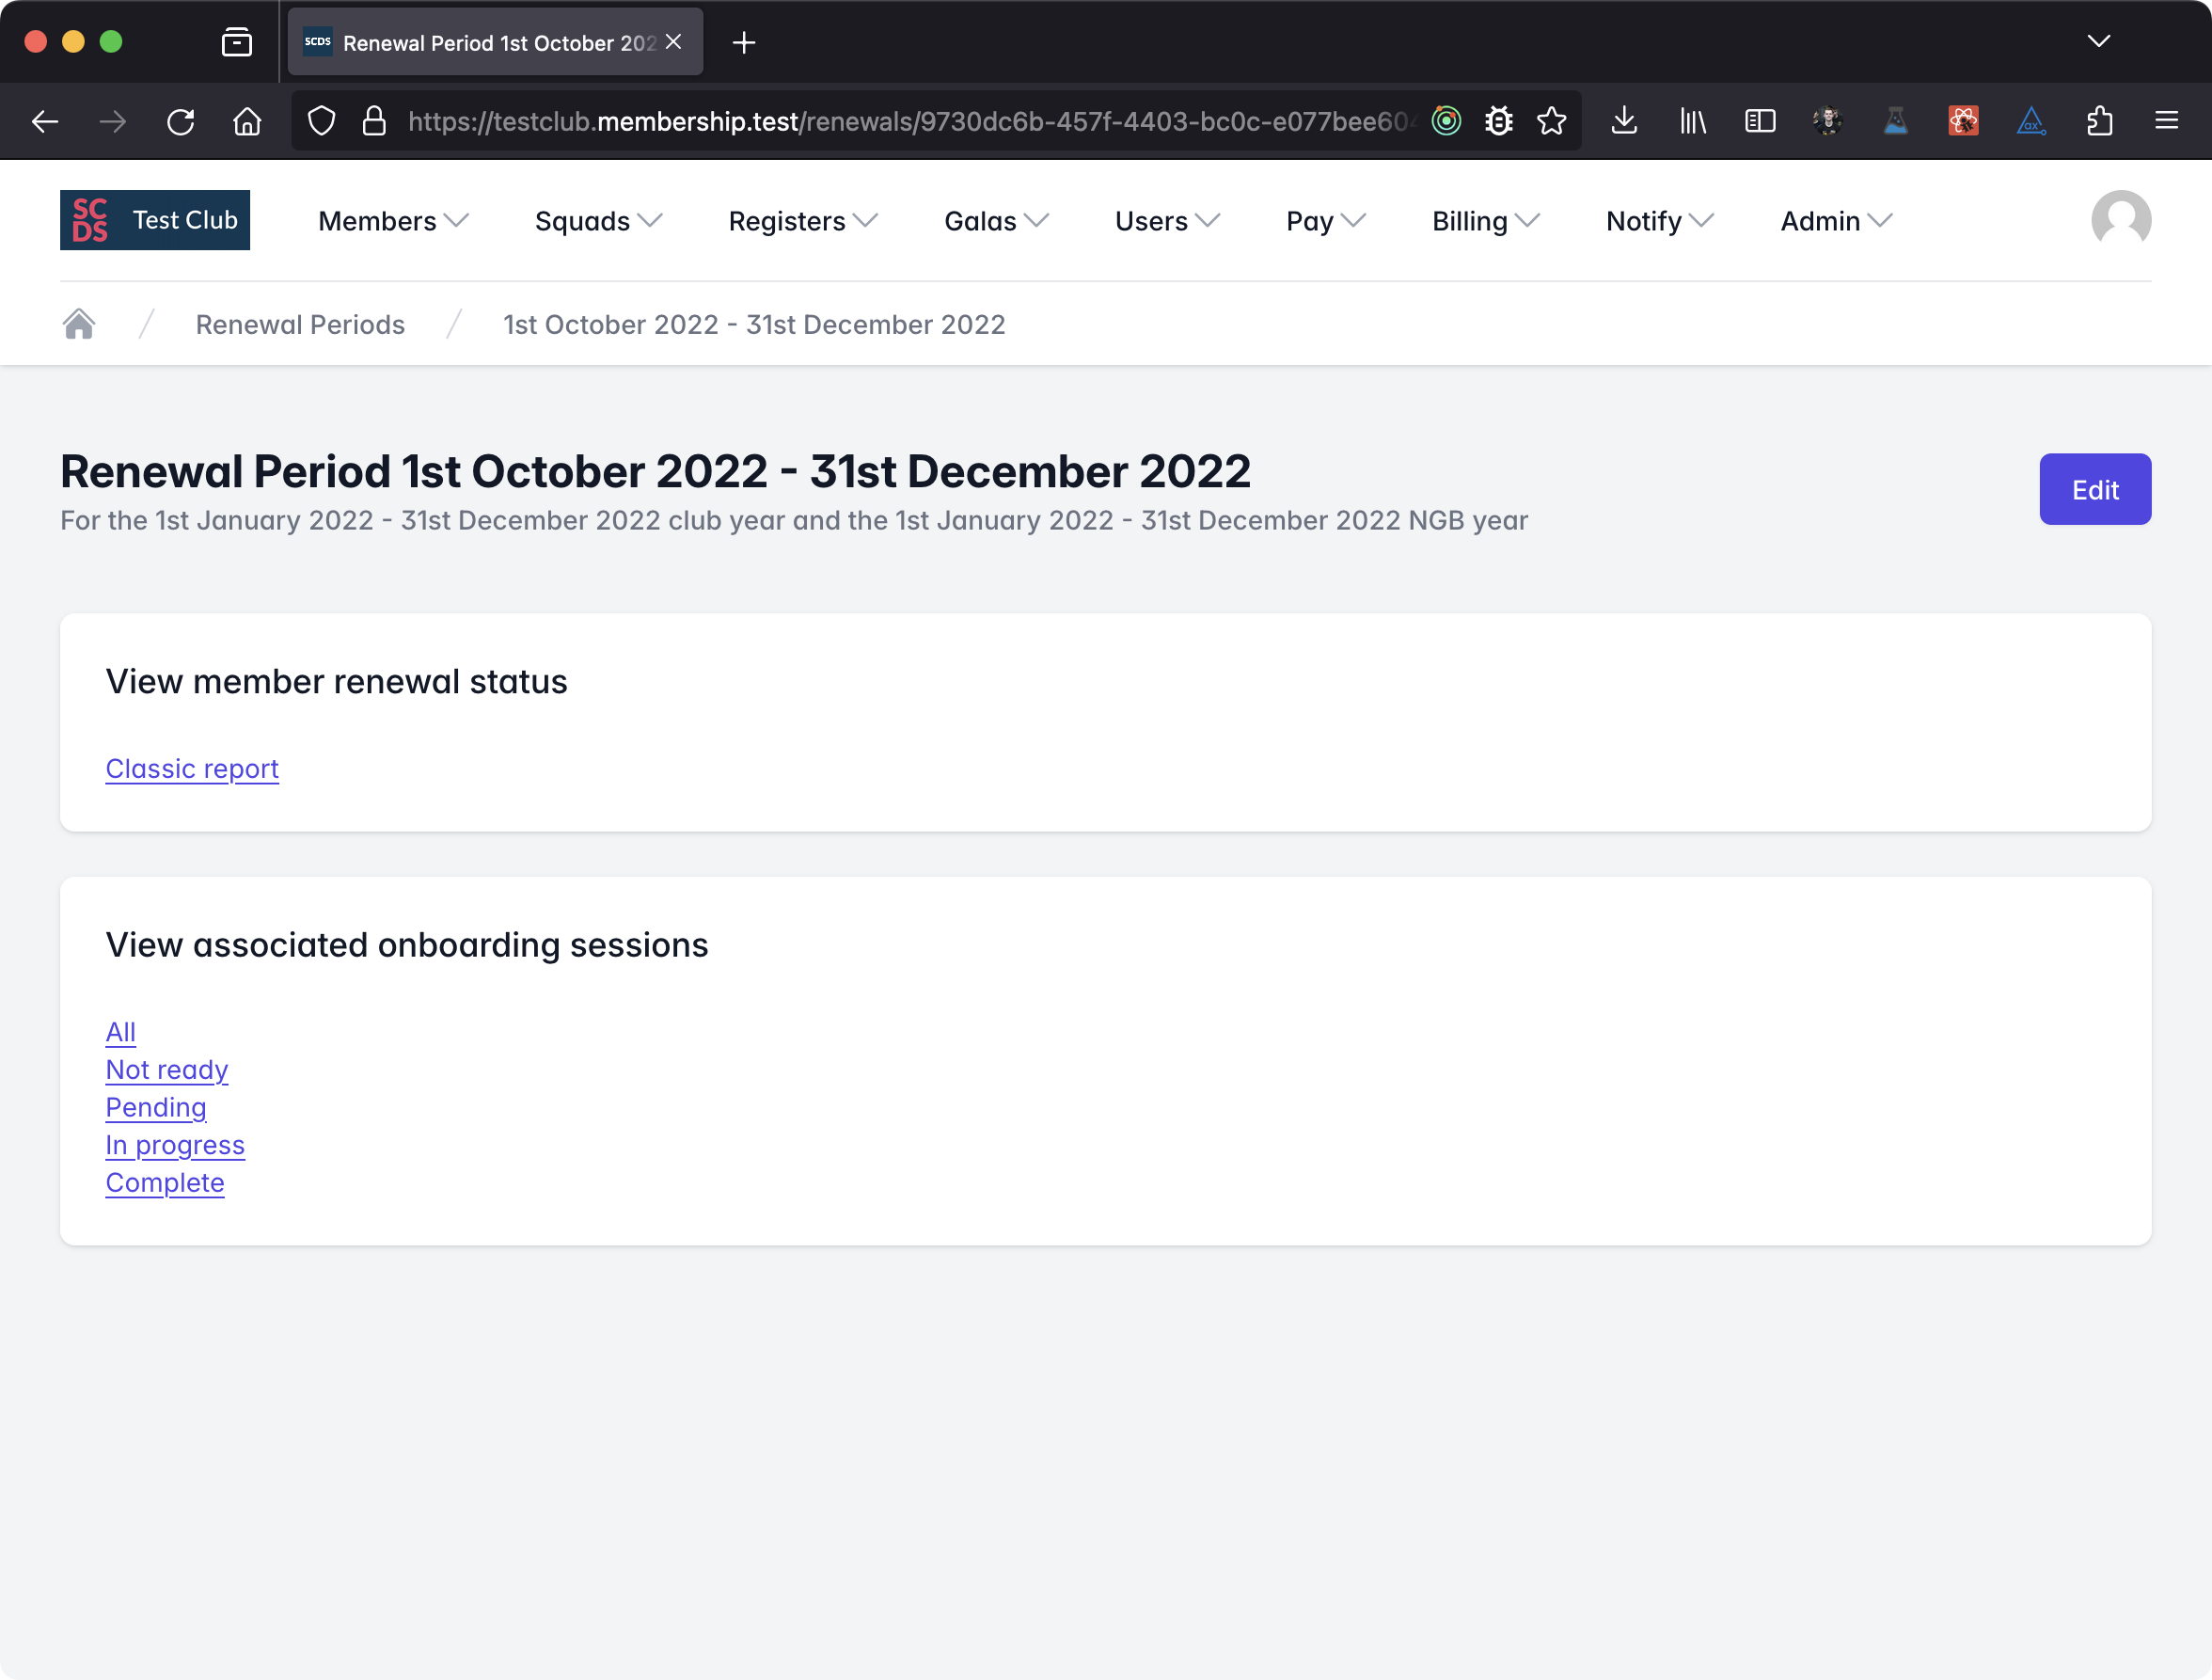 SCDS Renewal Period 1st October 202
https://testclub.membership.test/renewals/9730dc6b-457f-4403-bc0c-e077bee604
SC
DS
Test Club
Members
Squads
Registers
Galas
Users
Pay
Billing
Notify
Admin
Renewal Periods / 1st October 2022 - 31st December 2022
Renewal Period 1st October 2022 - 31st December 2022
Edit
For the 1st January 2022 - 31st December 2022 club year and the 1st January 2022 - 31st December 2022 NGB year
View member renewal status
Classic report
View associated onboarding sessions
All
Not ready
Pending
In progress
Complete